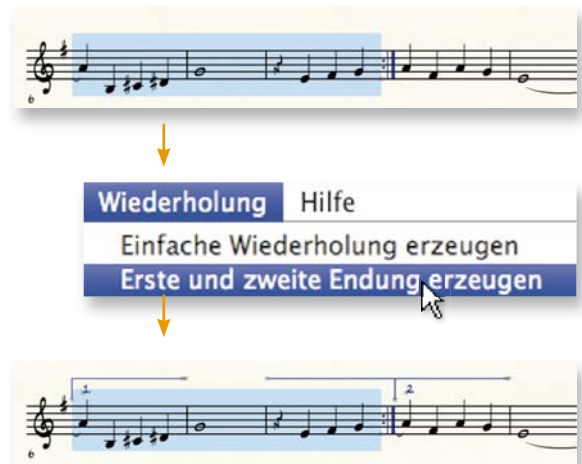 6
Wiederholung Hilfe
Einfache Wiederholung erzeugen
Erste und zweite Endung erzeugen
1 2
6